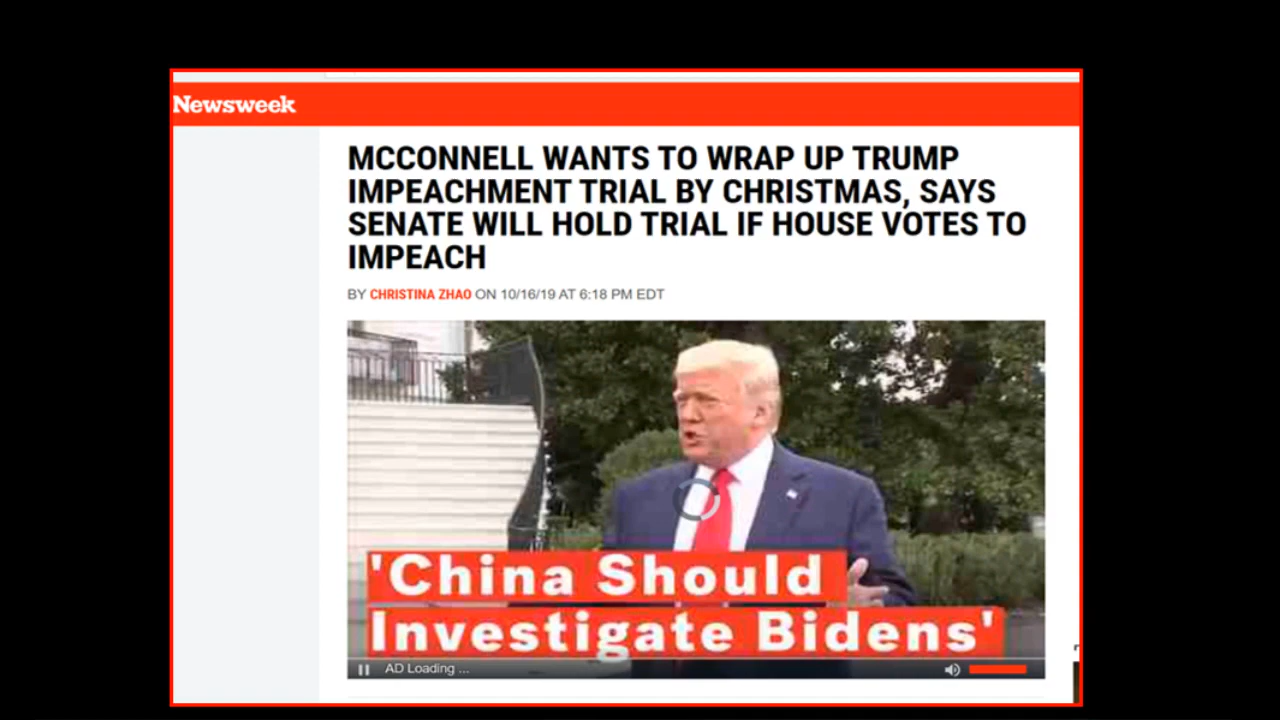 Newsweek
MCCONNELL WANTS TO WRAP UP TRUMP
IMPEACHMENT TRIAL BY CHRISTMAS, SAYS
SENATE WILL HOLD TRIAL IF HOUSE VOTES TO
IMPEACH
BY CHRISTINA ZHAO ON 10/16/19 AT 6:18 PM EDT
'China Should
Investigate Bidens'
AD Loading ...